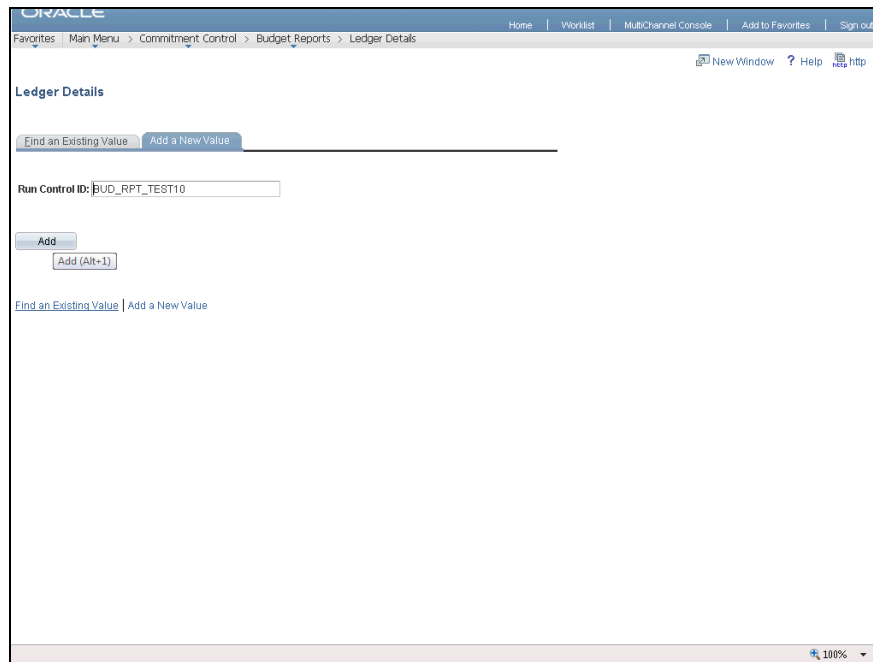 ORACLE
Home | Worklist | MultiChannel Console | Add to Favorites | Sign out
Favorites | Main Menu > Commitment Control > Budget Reports > Ledger Details
New Window ? Help http
Ledger Details
Find an Existing Value Add a New Value
Run Control ID: BUD_RPT_TEST10
Add
Add (Alt+1)
Find an Existing Value | Add a New Value
100%